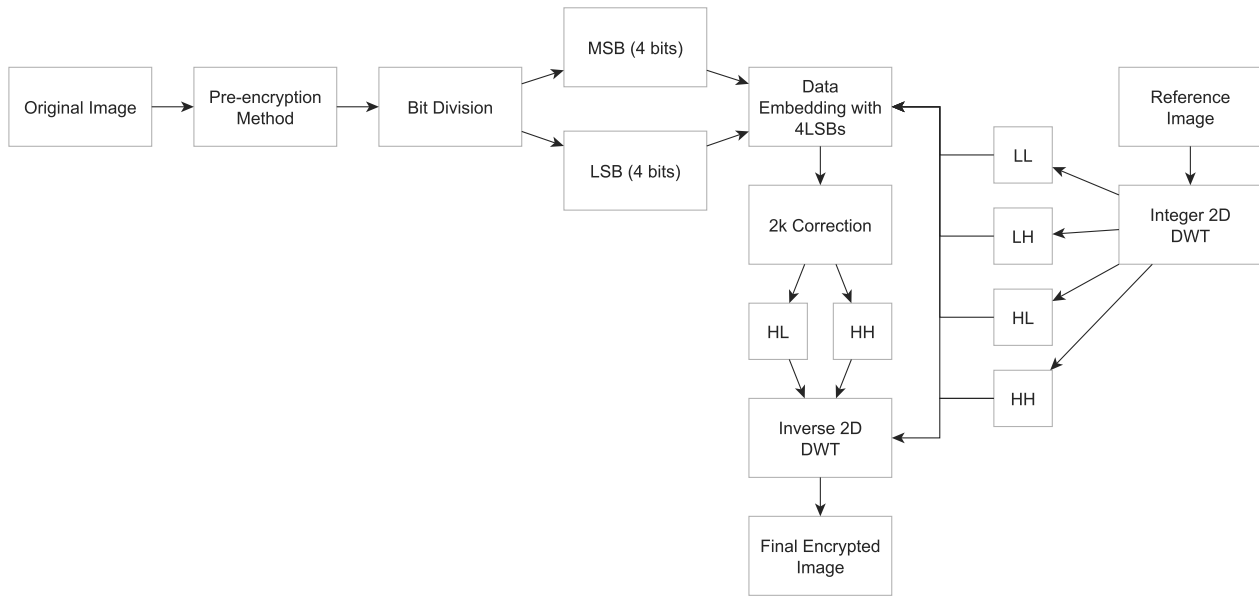 Original Image
Pre-encryption
Method
Bit Division
MSB (4 bits)
LSB (4 bits)
Data
Embedding with
4LSBs
2k Correction
HL
HH
Inverse 2D
DWT
Final Encrypted
Image
LL
LH
HL
HH
Reference
Image
Integer 2D
DWT